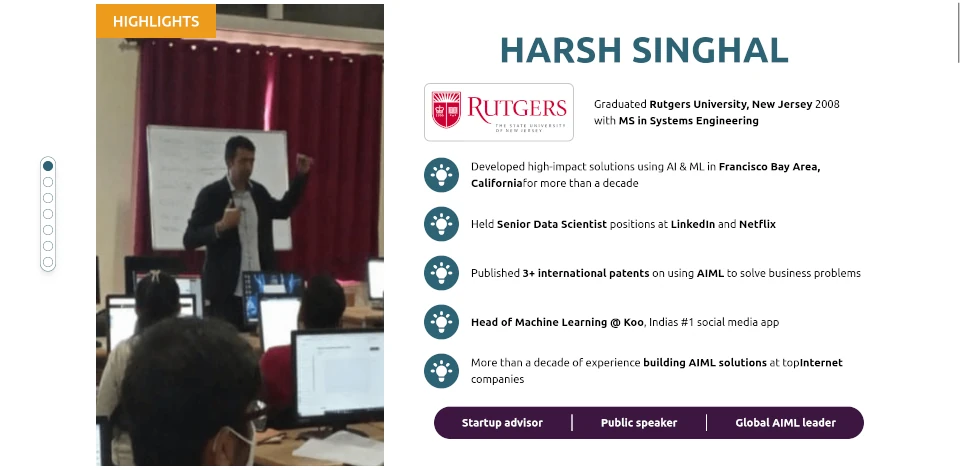 HIGHLIGHTS
HARSH SINGHAL
RUTGERS
THE STATE UNIVERSITY
OF NEW JERSEY
Graduated Rutgers University, New Jersey 2008
with MS in Systems Engineering
Developed high-impact solutions using AI & ML in Francisco Bay Area,
Californiafor more than a decade
Held Senior Data Scientist positions at LinkedIn and Netflix
Published 3+ international patents on using AIML to solve business problems
Head of Machine Learning @ Koo, Indias #1 social media app
More than a decade of experience building AIML solutions at topInternet
companies
Startup advisor
Public speaker
Global AIML leader